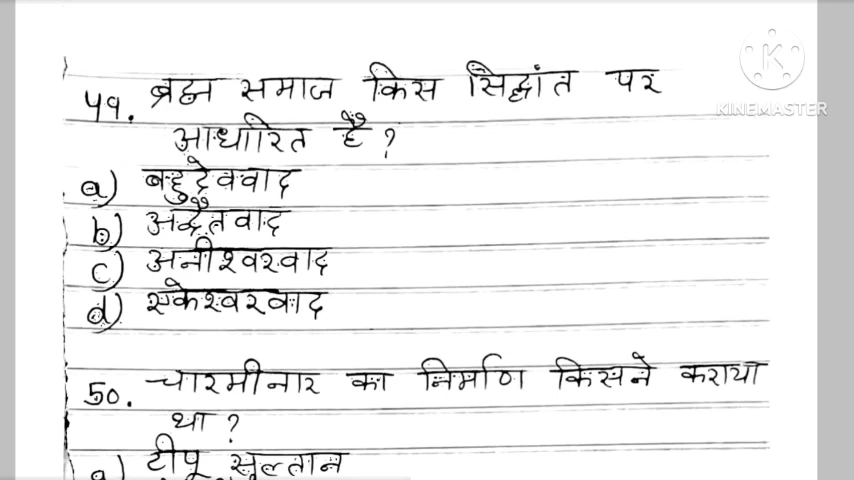 49. ब्रह्म समाज किस सिद्धांत पर
आधारित है ?
a) बहुदेववाद
b) अद्वैतवाद
c) अनीश्वरवाद
d) एकेश्वरवाद
50. चारमीनार का निर्माण किसने कराया
था ?
a) टीपू सुल्तान
KINEMASTER